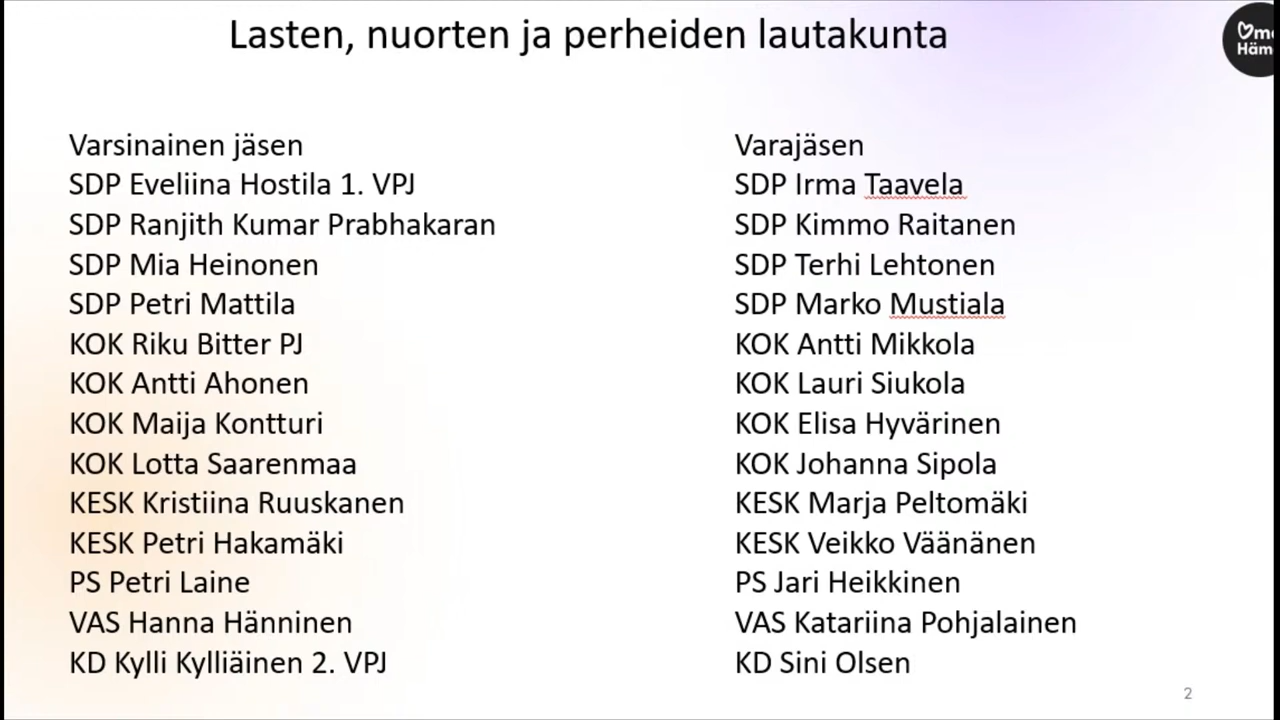 Lasten, nuorten ja perheiden lautakunta
Varsinainen jäsen
SDP Eveliina Hostila 1. VPJ
SDP Ranjith Kumar Prabhakaran
SDP Mia Heinonen
SDP Petri Mattila
KOK Riku Bitter PJ
KOK Antti Ahonen
KOK Maija Kontturi
KOK Lotta Saarenmaa
KESK Kristiina Ruuskanen
KESK Petri Hakamäki
PS Petri Laine
VAS Hanna Hänninen
KD Kylli Kylliäinen 2. VPJ
Varajäsen
SDP Irma Taavela
SDP Kimmo Raitanen
SDP Terhi Lehtonen
SDP Marko Mustiala
KOK Antti Mikkola
KOK Lauri Siukola
KOK Elisa Hyvärinen
KOK Johanna Sipola
KESK Marja Peltomäki
KESK Veikko Väänänen
PS Jari Heikkinen
VAS Katariina Pohjalainen
KD Sini Olsen
2